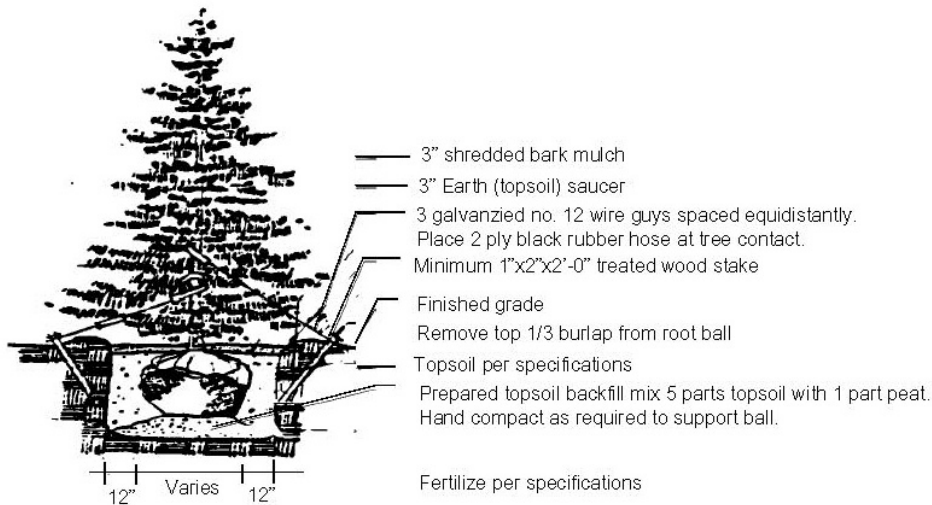 3” shredded bark mulch
3” Earth (topsoil) saucer
3 galvanzied no. 12 wire guys spaced equidistantly.
Place 2 ply black rubber hose at tree contact.
Minimum 1”x2”x2’-0” treated wood stake
Finished grade
Remove top 1/3 burlap from root ball
Topsoil per specifications
Prepared topsoil backfill mix 5 parts topsoil with 1 part peat.
Hand compact as required to support ball.
12” Varies 12”
Fertilize per specifications